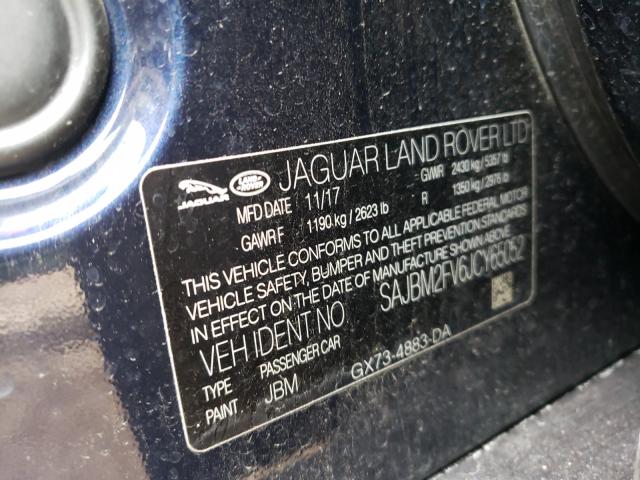 JAGUAR LAND-ROVER JAGUAR LAND ROVER LTD
MFD DATE 11/17 GVWR 2430 kg / 5357 lb
GAWR F 1190 kg / 2623 lb R 1350 kg / 2976 lb
THIS VEHICLE CONFORMS TO ALL APPLICABLE FEDERAL MOTOR
VEHICLE SAFETY, BUMPER AND THEFT PREVENTION STANDARDS
IN EFFECT ON THE DATE OF MANUFACTURE SHOWN ABOVE
VEH IDENT NO SAJBM2FV6JCY66052
TYPE PASSENGER CAR
PAINT JBM GX73-4883-DA